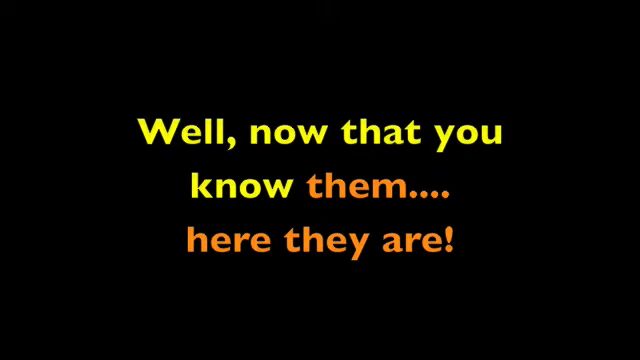 Well, now that you
know them....
here they are!